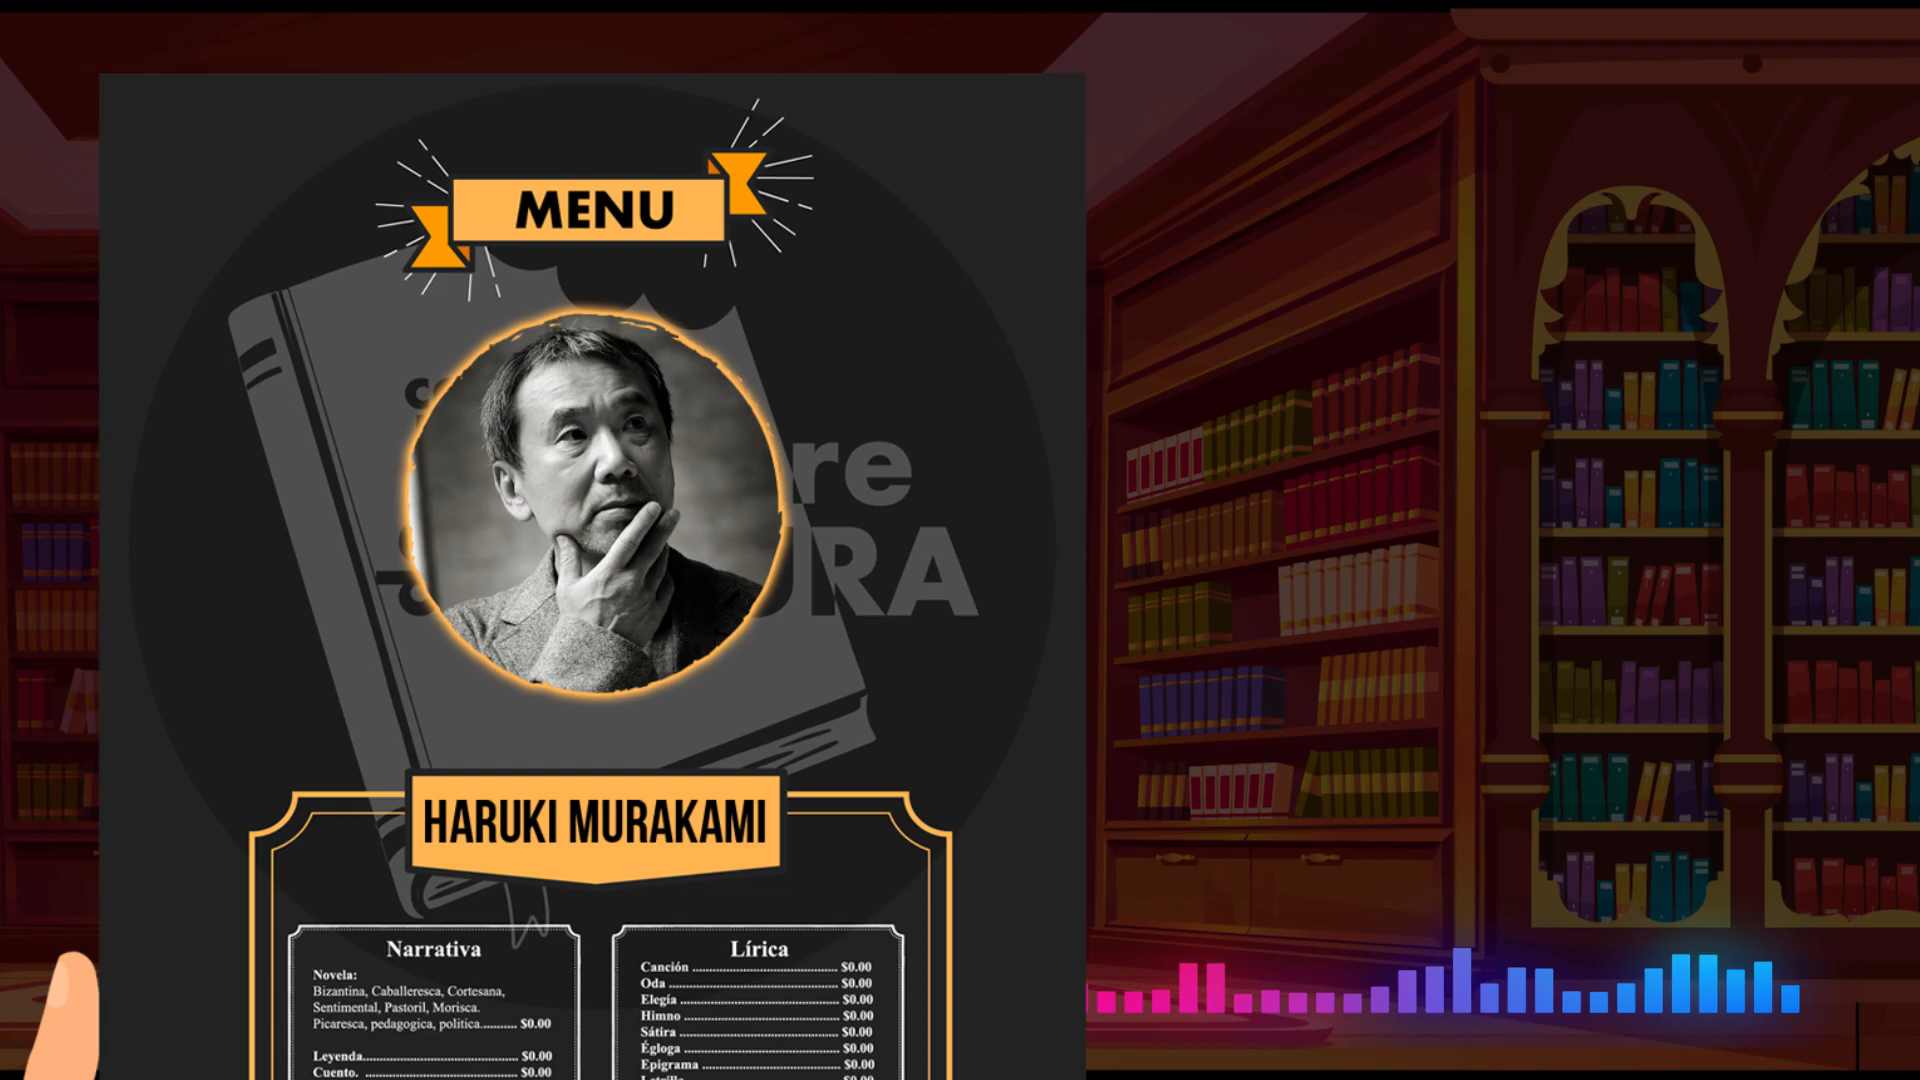 MENU
re
URA
HARUKI MURAKAMI
Narrativa
Novela:
Bizantina, Caballeresca, Cortesana,
Sentimental, Pastoril, Morisca.
Picaresca, pedagogica, politica.......... $0.00
Leyenda.................................................... $0.00
Cuento. .................................................... $0.00
Lírica
Canción ................................................ $0.00
Oda ........................................................ $0.00
Elegía .................................................... $0.00
Himno .................................................... $0.00
Sátira ..................................................... $0.00
Égloga .................................................... $0.00
Epigrama .............................................. $0.00